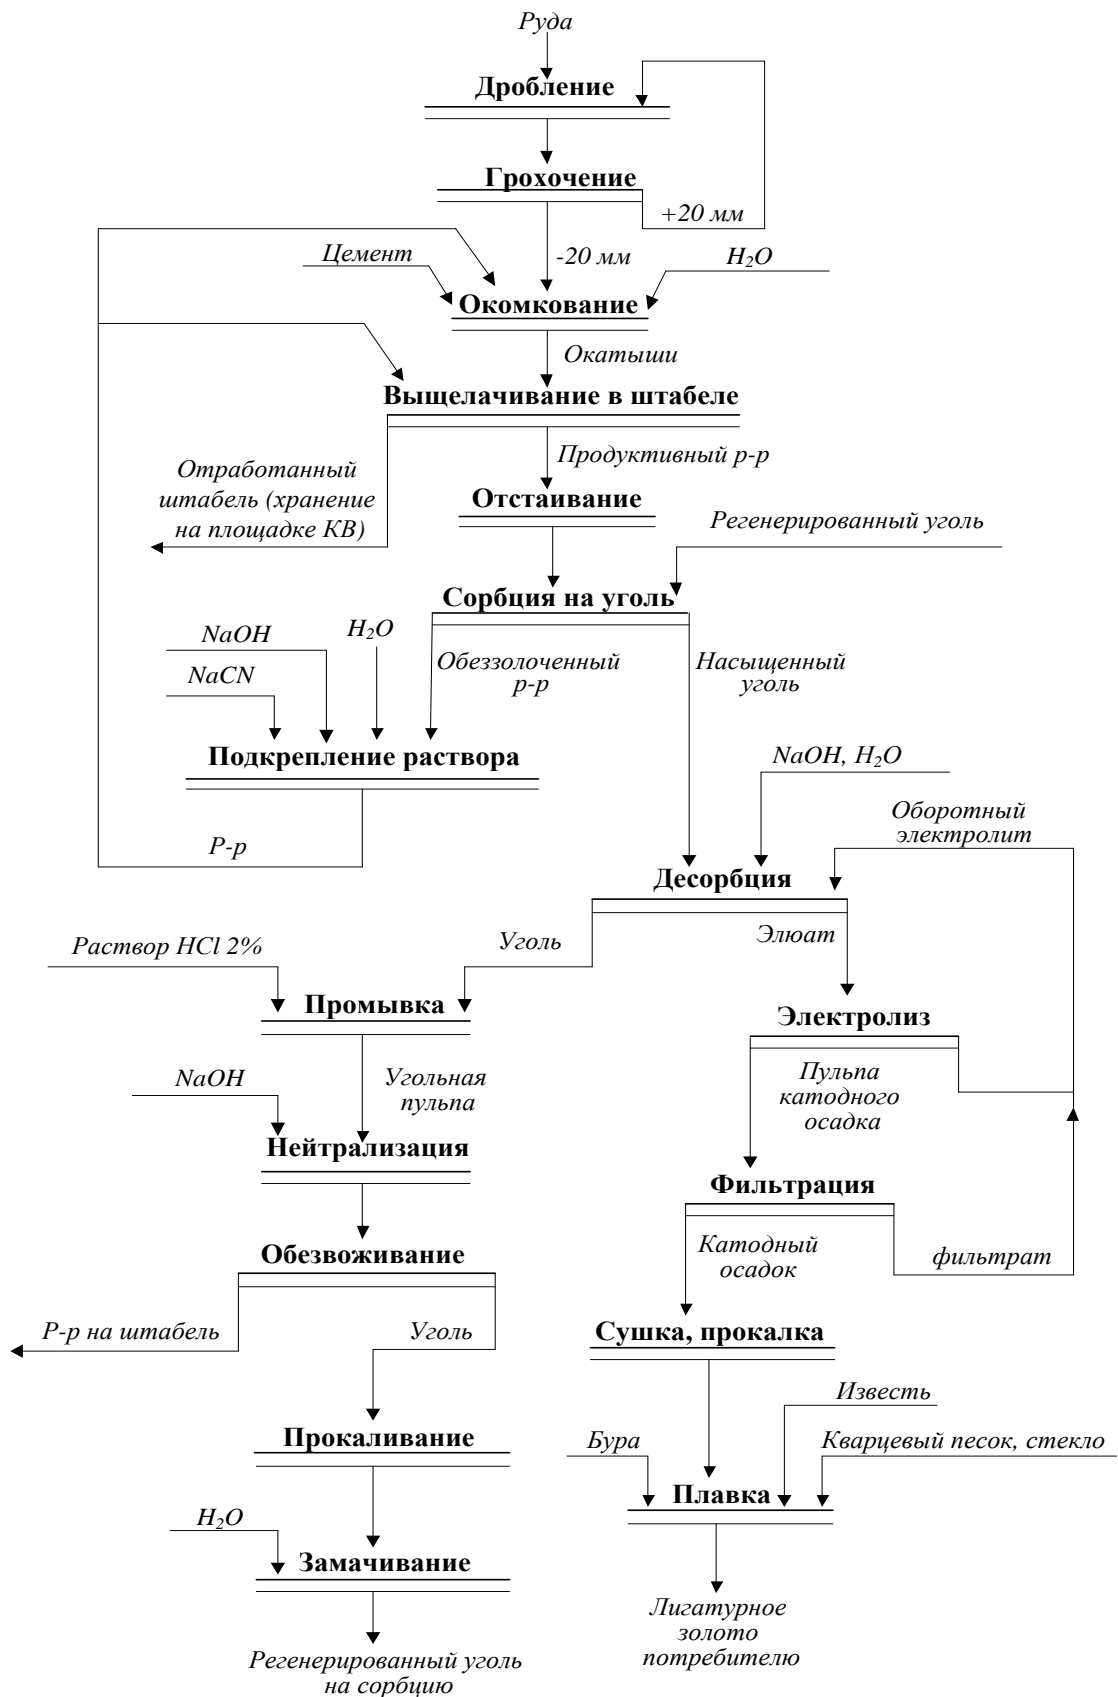 Руда
Дробление
Грохочение
+20 мм
Цемент
-20 мм
H₂O
Окомкование
Окатыши
Выщелачивание в штабеле
Продуктивный р-р
Отработанный
штабель (хранение
на площадке КВ)
Отстаивание
Регенерированный уголь
Сорбция на уголь
NaOH
H₂O
NaCN
Обеззолоченный
р-р
Насыщенный
уголь
Подкрепление раствора
NaOH, H₂O
Оборотный
электролит
Р-р
Десорбция
Раствор HCl 2%
Уголь
Элюат
Промывка
Электролиз
NaOH
Угольная
пульпа
Пульпа
катодного
осадка
Нейтрализация
Фильтрация
Обезвоживание
Катодный
осадок
фильтрат
Р-р на штабель
Уголь
Сушка, прокалка
Известь
Прокаливание
Бура
Кварцевый песок, стекло
Плавка
H₂O
Замачивание
Лигатурное
золото
потребителю
Регенерированный уголь
на сорбцию